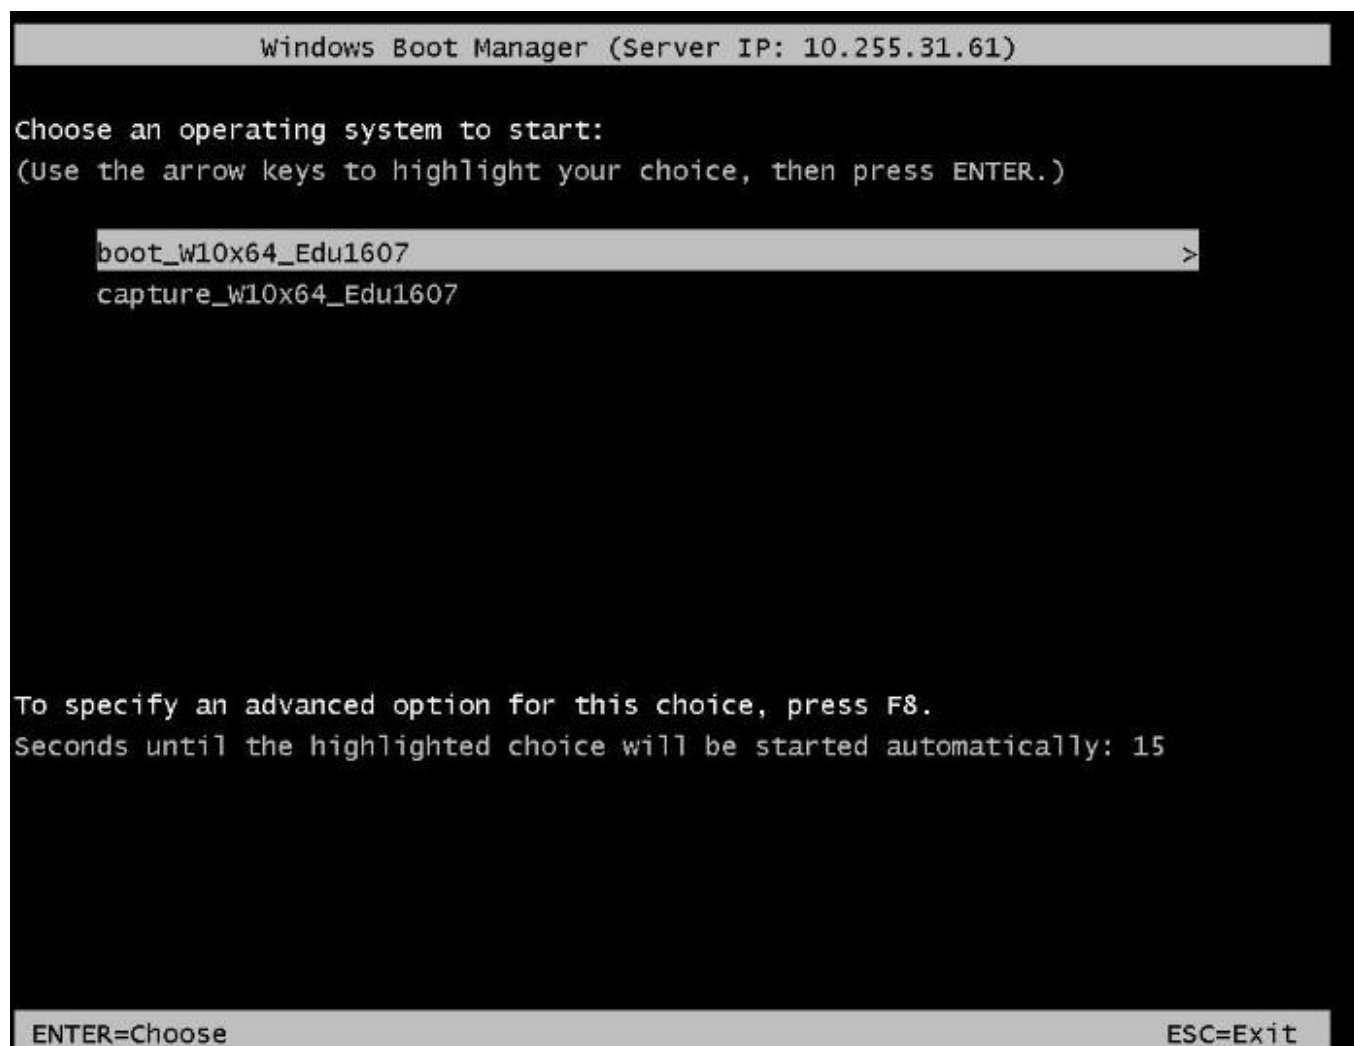 Windows Boot Manager (Server IP: 10.255.31.61)
Choose an operating system to start:
(Use the arrow keys to highlight your choice, then press ENTER.)
boot_W10x64_Edu1607 >
capture_W10x64_Edu1607
To specify an advanced option for this choice, press F8.
Seconds until the highlighted choice will be started automatically: 15
ENTER=Choose ESC=Exit